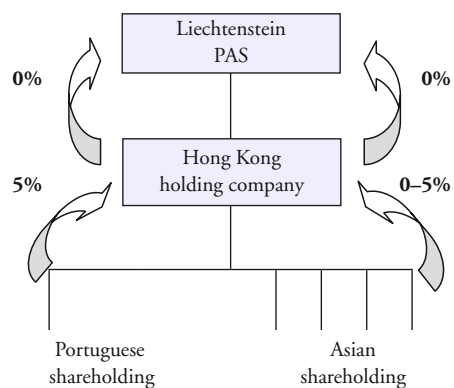 Liechtenstein
PAS
0%
0%
Hong Kong
holding company
5%
0–5%
Portuguese
shareholding
Asian
shareholding